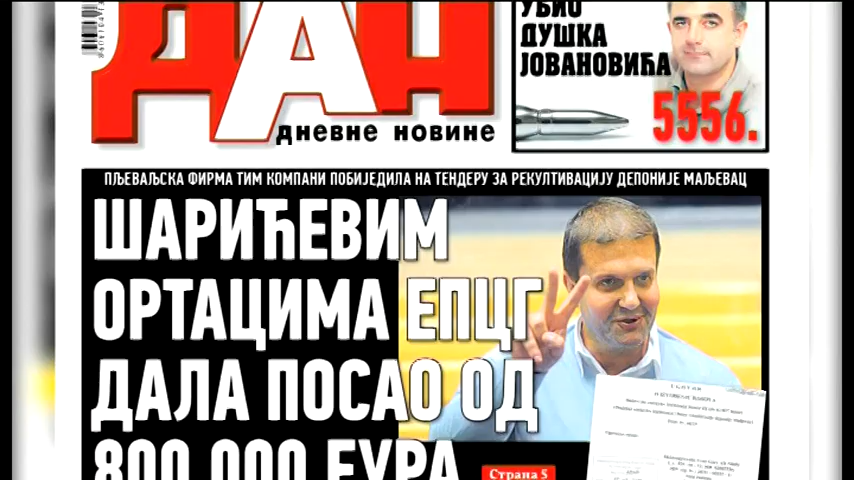 ДАН
дневне новине
УБИО
ДУШКА
ЈОВАНОВИЋА
5556.
ПЉЕВАЉСКА ФИРМА ТИМ КОМПАНИ ПОБИЈЕДИЛА НА ТЕНДЕРУ ЗА РЕКУЛТИВАЦИЈУ ДЕПОНИЈЕ МАЉЕВАЦ
ШАРИЋЕВИМ
ОРТАЦИМА ЕПЦГ
ДАЛА ПОСАО ОД
800.000 ЕУРА
Страна 5